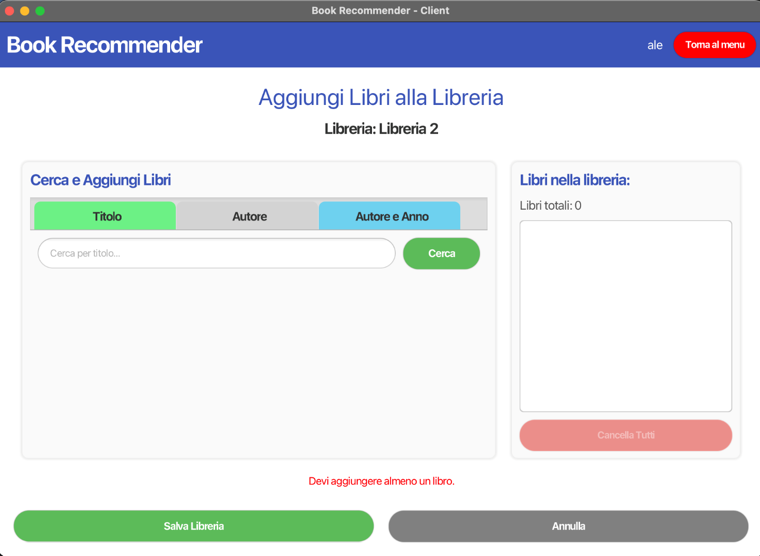 Book Recommender - Client
Book Recommender
ale
Torna al menu
Aggiungi Libri alla Libreria
Libreria: Libreria 2
Cerca e Aggiungi Libri
Titolo
Autore
Autore e Anno
Cerca per titolo...
Cerca
Libri nella libreria:
Libri totali: 0
Cancella Tutti
Devi aggiungere almeno un libro.
Salva Libreria
Annulla